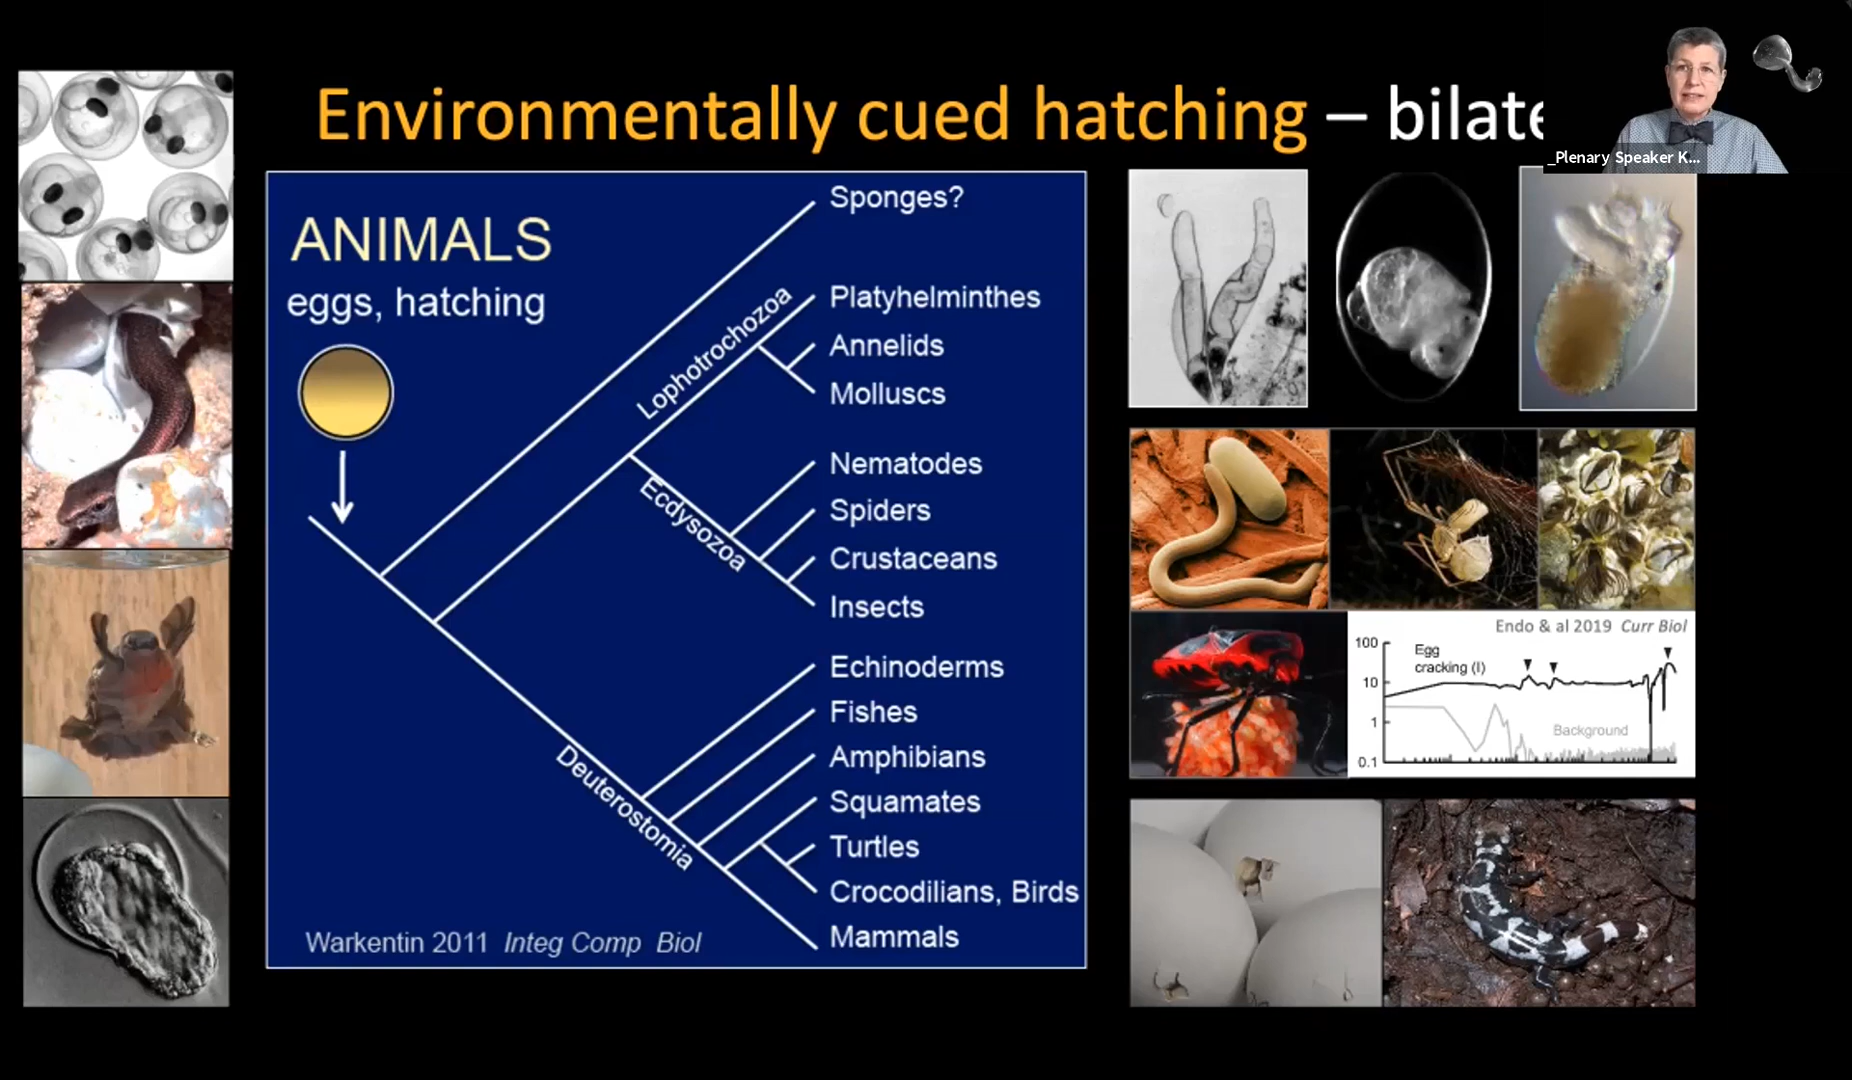 Environmentally cued hatching – bilate
_Plenary Speaker K...
ANIMALS
eggs, hatching
Sponges?
Lophotrochozoa
Platyhelminthes
Annelids
Molluscs
Ecdysozoa
Nematodes
Spiders
Crustaceans
Insects
Deuterostomia
Echinoderms
Fishes
Amphibians
Squamates
Turtles
Crocodilians, Birds
Mammals
Warkentin 2011 Integ Comp Biol
Endo & al 2019 Curr Biol
100
10
1
0.1
Egg
cracking (I)
Background